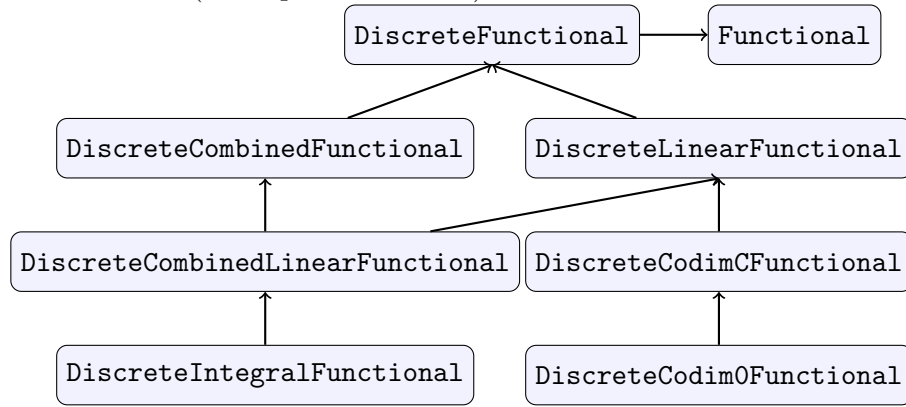 DiscreteFunctional Functional
DiscreteCombinedFunctional DiscreteLinearFunctional
DiscreteCombinedLinearFunctional DiscreteCodimCFunctional
DiscreteIntegralFunctional DiscreteCodim0Functional